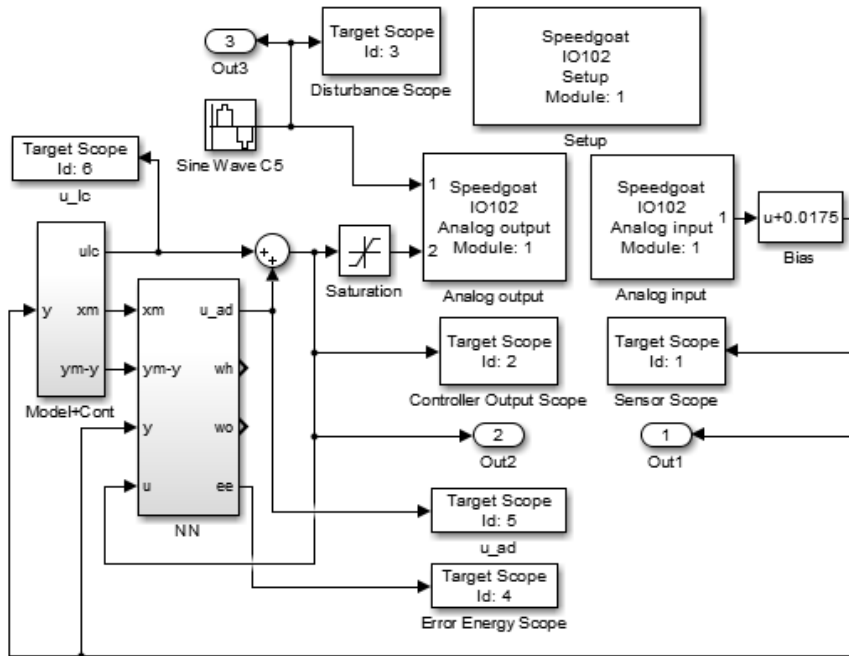 3
Out3
Target Scope
Id: 3
Disturbance Scope
Speedgoat
IO102
Setup
Module: 1
Setup
Sine Wave C5
Target Scope
Id: 6
u_lc
1
2
Speedgoat
IO102
Analog output
Module: 1
Analog output
Speedgoat
IO102
Analog input
Module: 1
1
Analog input
u+0.0175
Bias
y
ulc
xm
ym-y
Model+Cont
+
+
Saturation
xm
ym-y
y
u
u_ad
wh
wo
ee
NN
Target Scope
Id: 2
Controller Output Scope
Target Scope
Id: 1
Sensor Scope
2
Out2
1
Out1
Target Scope
Id: 5
u_ad
Target Scope
Id: 4
Error Energy Scope